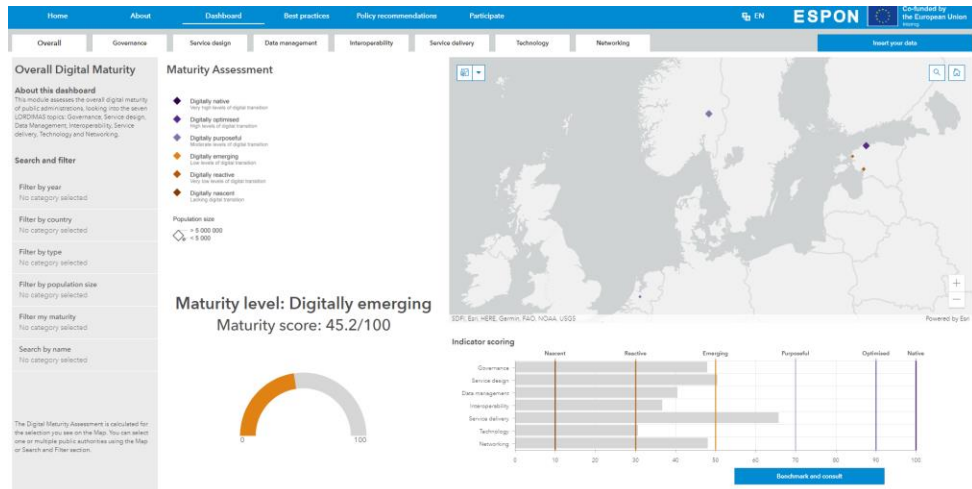 Home About Dashboard Best practices Policy recommendations Participate EN ESPON Co-funded by
the European Union
Interreg
Overall Governance Service design Data management Interoperability Service delivery Technology Networking Insert your data
Overall Digital Maturity
About this dashboard
This module assesses the overall digital maturity
of public administrations, looking into the seven
LORDIMAS topics: Governance, Service design,
Data Management, Interoperability, Service
delivery, Technology and Networking.
Search and filter
Filter by year
No category selected
Filter by country
No category selected
Filter by type
No category selected
Filter by population size
No category selected
Filter my maturity
No category selected
Search by name
No category selected
The Digital Maturity Assessment is calculated for
the selection you see on the Map. You can select
one or multiple public authorities using the Map
or Search and Filter section.
Maturity Assessment
Digitally native
Very high levels of digital transition
Digitally optimised
High levels of digital transition
Digitally purposeful
Moderate levels of digital transition
Digitally emerging
Low levels of digital transition
Digitally reactive
Very low levels of digital transition
Digitally nascent
Lacking digital transition
Population size
> 5 000 000
< 5 000
Maturity level: Digitally emerging
Maturity score: 45.2/100
0 100
SDFI, Esri, HERE, Garmin, FAO, NOAA, USGS Powered by Esri
Indicator scoring
Nascent Reactive Emerging Purposeful Optimised Native
Governance
Service design
Data management
Interoperability
Service delivery
Technology
Networking
0 10 20 30 40 50 60 70 80 90 100
Benchmark and consult